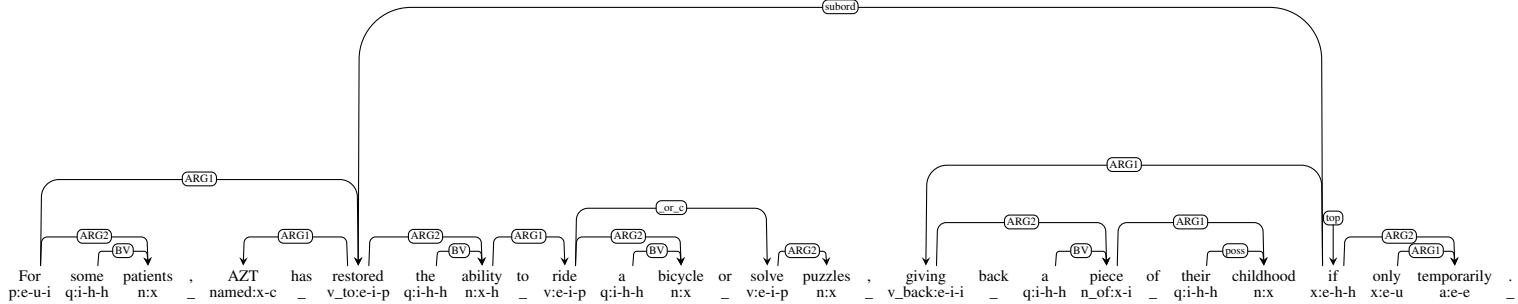 subord
ARG1
ARG1
_or_c
top
ARG2 ARG1 ARG2 ARG1 ARG2 ARG2 ARG1 ARG2
BV BV BV ARG2 BV poss ARG1
For some patients , AZT has restored the ability to ride a bicycle or solve puzzles , giving back a piece of their childhood if only temporarily .
p:e-u-i q:i-h-h n:x _ named:x-c _ v_to:e-i-p q:i-h-h n:x-h _ v:e-i-p q:i-h-h n:x _ v:e-i-p n:x _ v_back:e-i-i _ q:i-h-h n_of:x-i _ q:i-h-h n:x x:e-h-h x:e-u a:e-e _